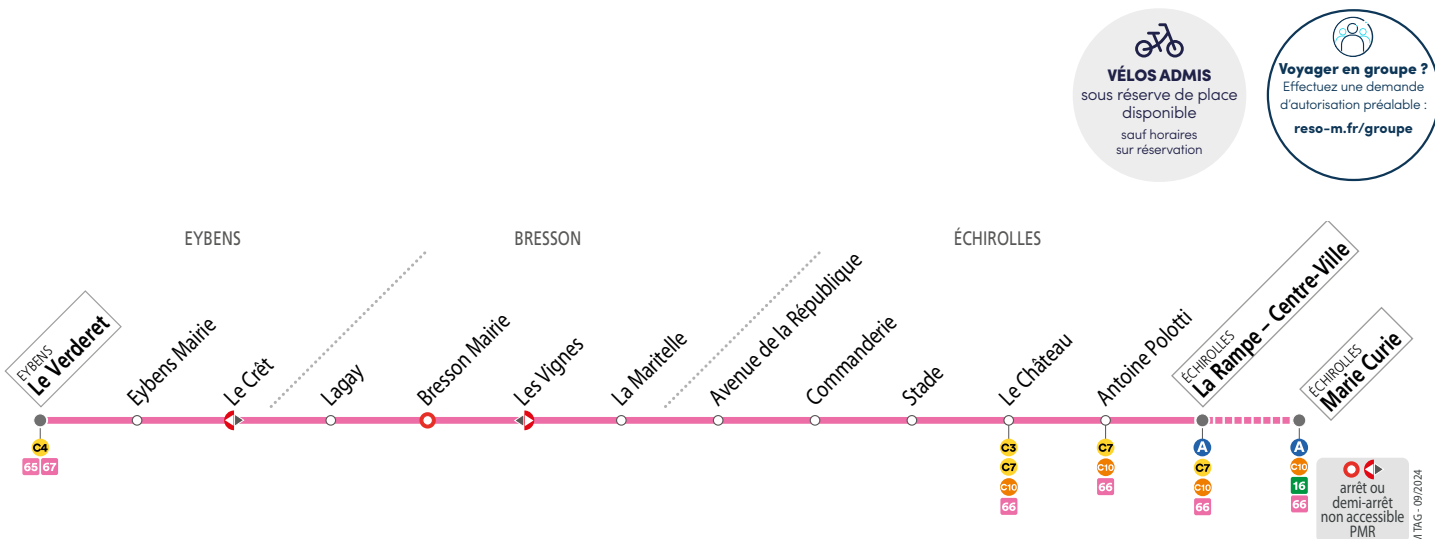 VÉLOS ADMIS
sous réserve de place
disponible
sauf horaires
sur réservation
Voyager en groupe ?
Effectuez une demande
d'autorisation préalable :
reso-m.fr/groupe
EYBENS
BRESSON
ÉCHIROLLES
EYBENS
Le Verderet
Eybens Mairie
Le Crêt
Lagay
Bresson Mairie
Les Vignes
La Maritelle
Avenue de la République
Commanderie
Stade
Le Château
Antoine Polotti
ÉCHIROLLES
La Rampe – Centre-Ville
ÉCHIROLLES
Marie Curie
C4
65 67
C3
C7
C10
66
C7
C10
66
A
C7
C10
66
A
C10
16
66
arrêt ou
demi-arrêt
non accessible
PMR
M TAG - 09/2024